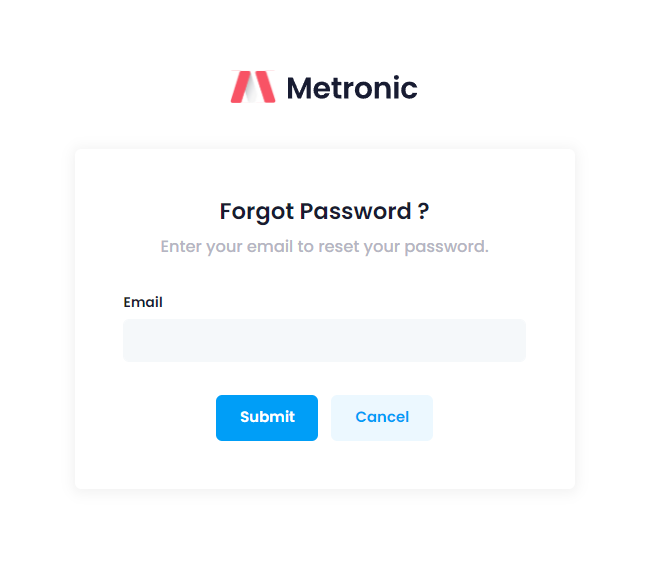 Metronic
Forgot Password ?
Enter your email to reset your password.
Email
Submit Cancel